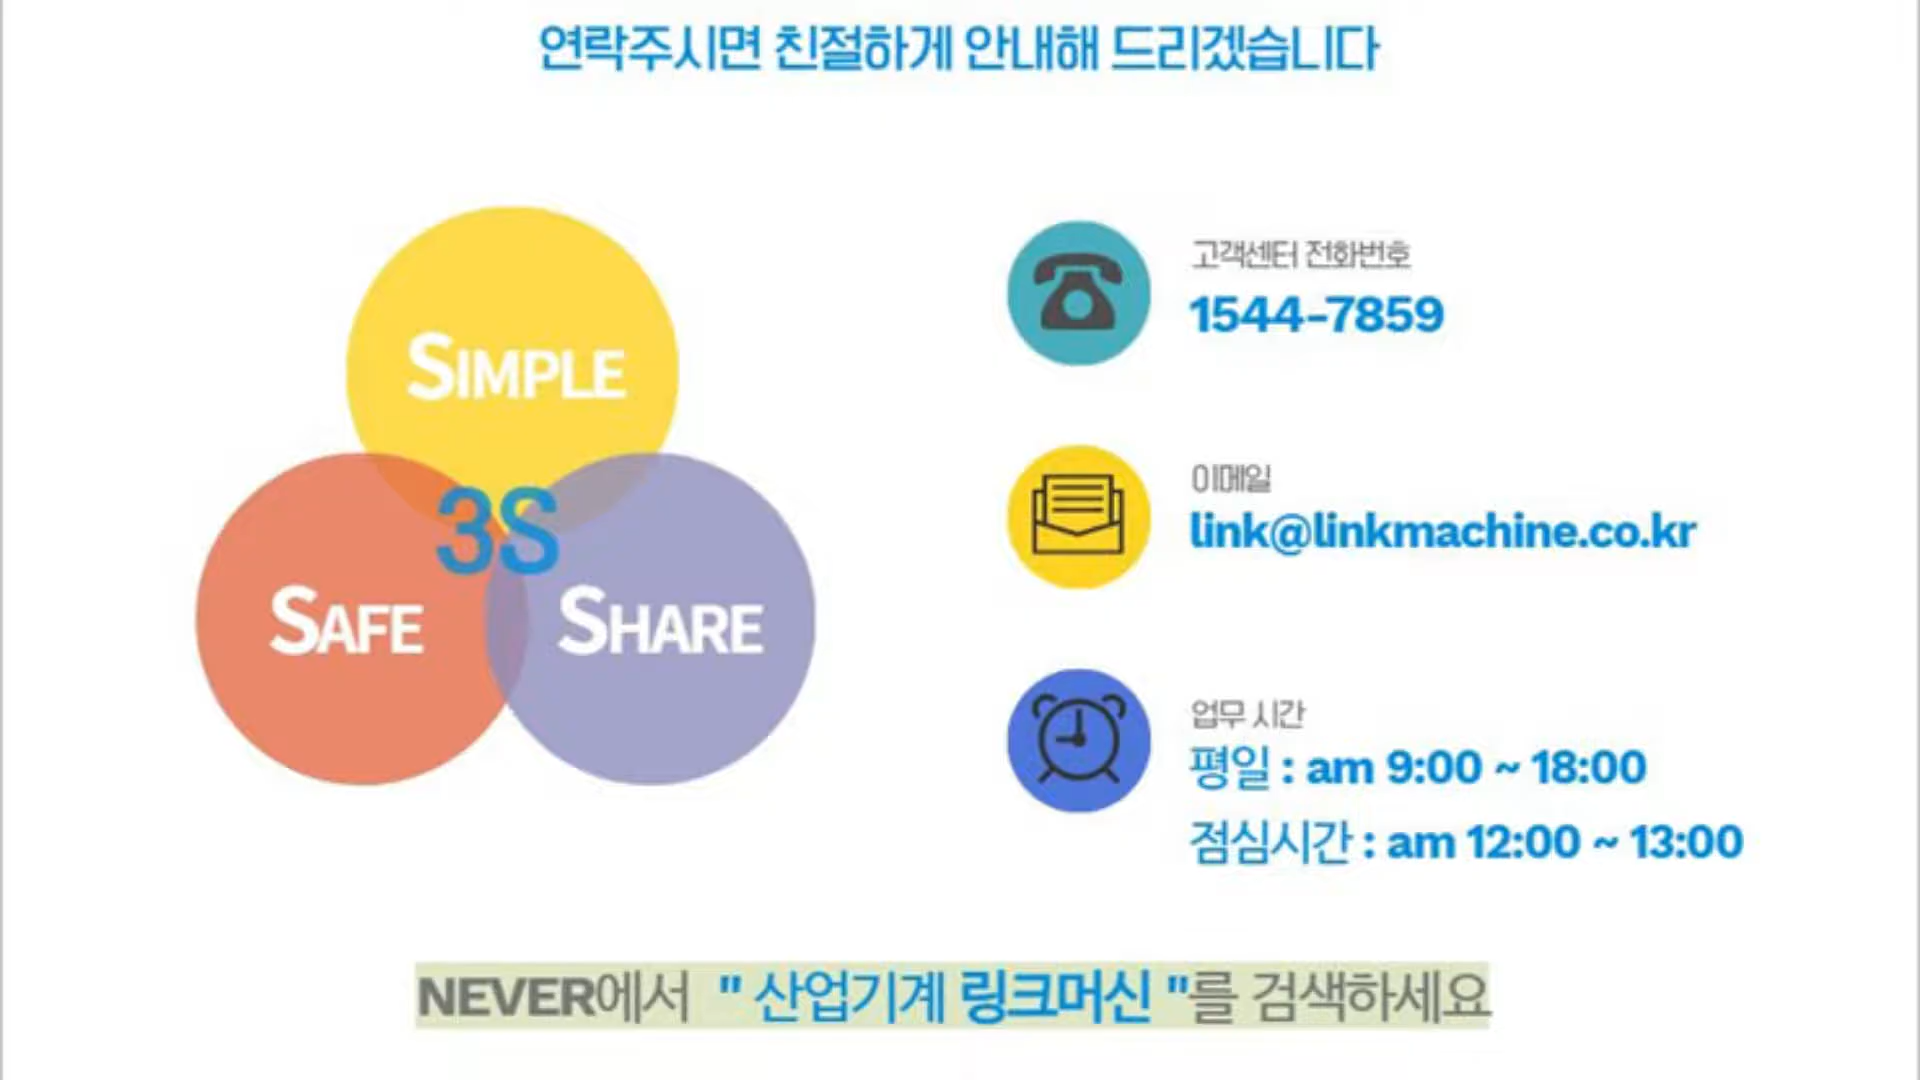 연락주시면 친절하게 안내해 드리겠습니다
SIMPLE
3S
SAFE
SHARE
고객센터 전화번호
1544-7859
이메일
link@linkmachine.co.kr
업무 시간
평일 : am 9:00 ~ 18:00
점심시간 : am 12:00 ~ 13:00
NEVER에서 " 산업기계 링크머신 "를 검색하세요